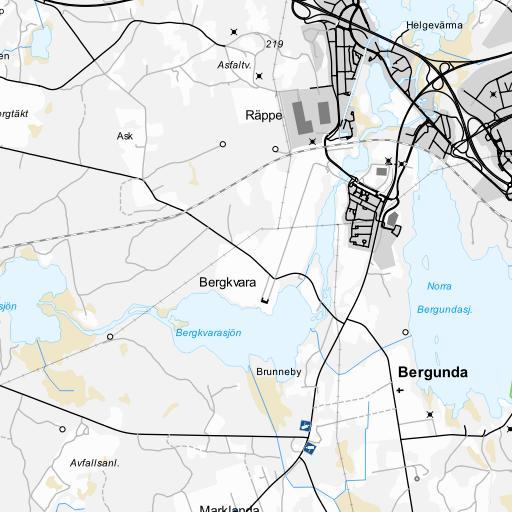 Helgevärma
219
Asfaltv.
Räppe
Ask
Bergkvara
Norra
Bergundasj.
Bergkvarasjön
Brunneby
Bergunda
Avfallsanl.